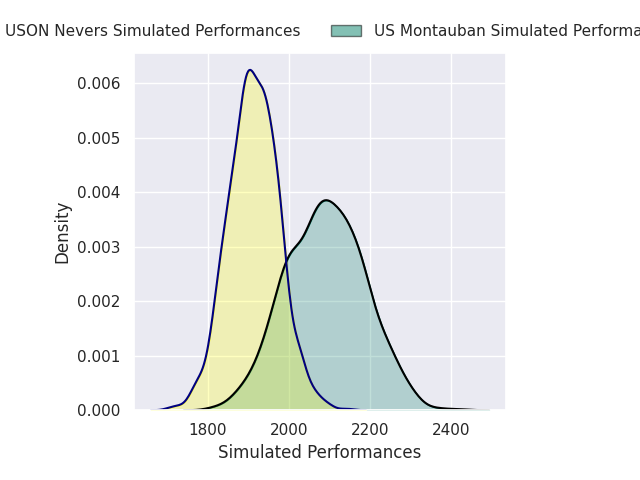 USON Nevers Simulated Performances US Montauban Simulated Performa
0.006
0.005
0.004
0.003
0.002
0.001
0.000
Density
1800 2000 2200 2400
Simulated Performances